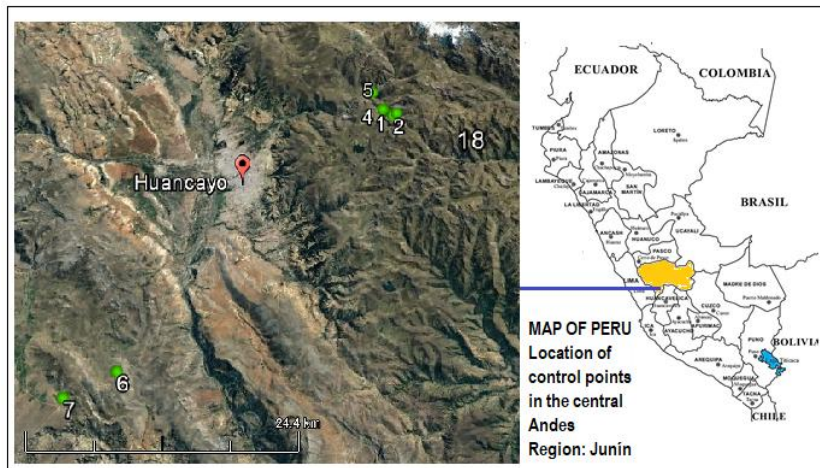 5
4
1
2
18
Huancayo
6
7
24.4 km
ECUADOR
COLOMBIA
TUMBES
LORETO
PIURA
AMAZONAS
LAMBAYEQUE
CAJAMARCA
SAN
MARTÍN
LA LIBERTAD
BRASIL
ANCASH
HUANUCO
UCAYALI
PASCO
LIMA
MADRE DE DIOS
HUANCAVELICA
CUZCO
ICA
AYACUCHO
APURIMAC
PUNO
BOLIVIA
AREQUIPA
MOQUEGUA
TACNA
CHILE
MAP OF PERU
Location of
control points
in the central
Andes
Region: Junín